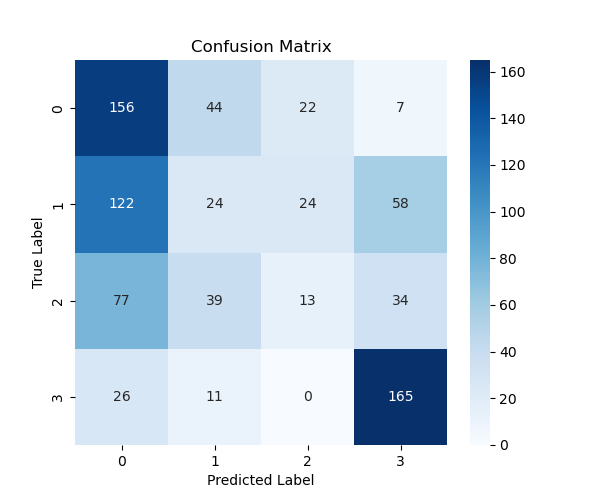 Confusion Matrix
0 156 44 22 7
1 122 24 24 58
2 77 39 13 34
3 26 11 0 165
0 1 2 3
True Label
Predicted Label
160
140
120
100
80
60
40
20
0